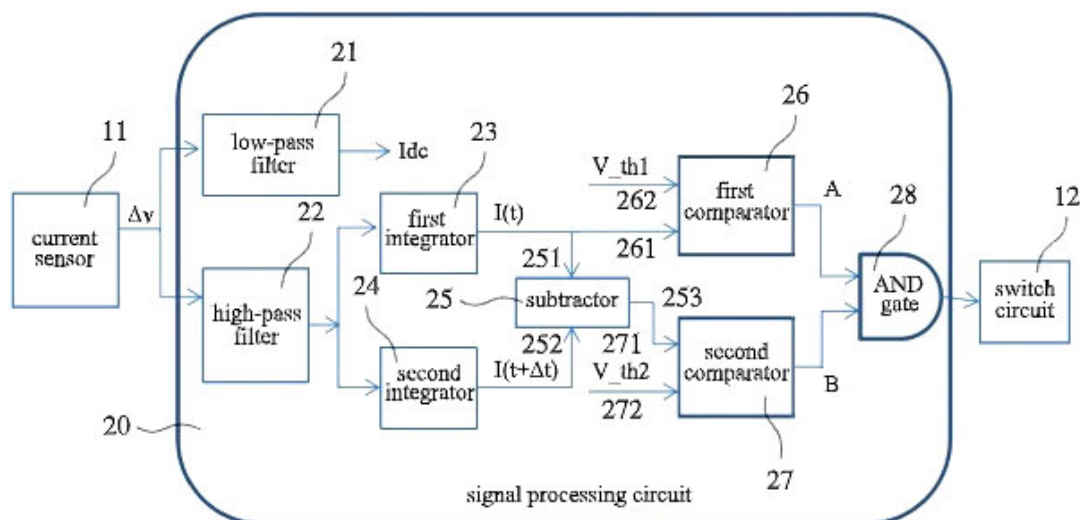 21
26
11
low-pass
filter
Idc
23
V_th1
first
comparator
A
262
28
12
Δv
22
first
integrator
I(t)
261
current
sensor
251
AND
gate
24
25
subtractor
253
switch
circuit
high-pass
filter
252
271
second
integrator
I(t+Δt)
V_th2
second
comparator
B
272
20
27
signal processing circuit